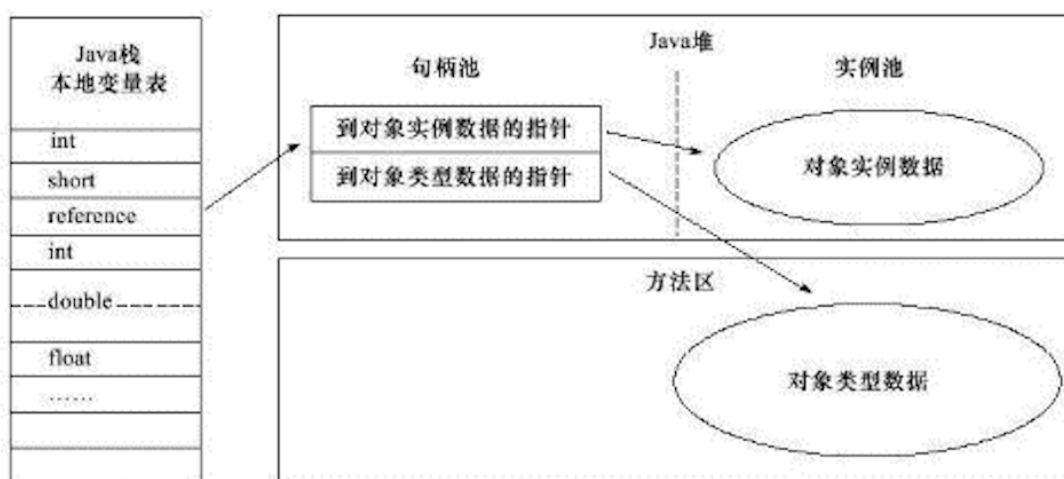 Java栈
本地变量表
int
short
reference
int
double
float
……
Java堆
句柄池
实例池
到对象实例数据的指针
到对象类型数据的指针
对象实例数据
方法区
对象类型数据